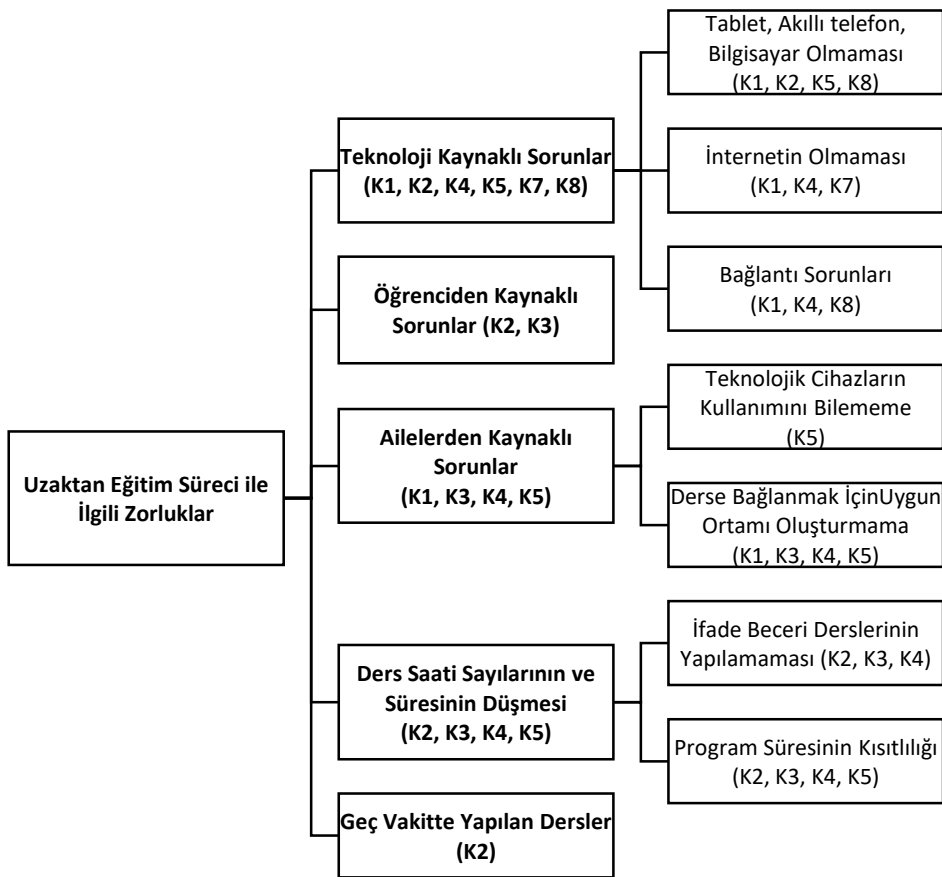 Uzaktan Eğitim Süreci ile
İlgili Zorluklar
Teknoloji Kaynaklı Sorunlar
(K1, K2, K4, K5, K7, K8)
Tablet, Akıllı telefon,
Bilgisayar Olmaması
(K1, K2, K5, K8)
İnternetin Olmaması
(K1, K4, K7)
Bağlantı Sorunları
(K1, K4, K8)
Öğrenciden Kaynaklı
Sorunlar (K2, K3)
Ailelerden Kaynaklı
Sorunlar
(K1, K3, K4, K5)
Teknolojik Cihazların
Kullanımını Bilememe
(K5)
Derse Bağlanmak İçinUygun
Ortamı Oluşturmama
(K1, K3, K4, K5)
Ders Saati Sayılarının ve
Süresinin Düşmesi
(K2, K3, K4, K5)
İfade Beceri Derslerinin
Yapılamaması (K2, K3, K4)
Program Süresinin Kısıtlılığı
(K2, K3, K4, K5)
Geç Vakitte Yapılan Dersler
(K2)